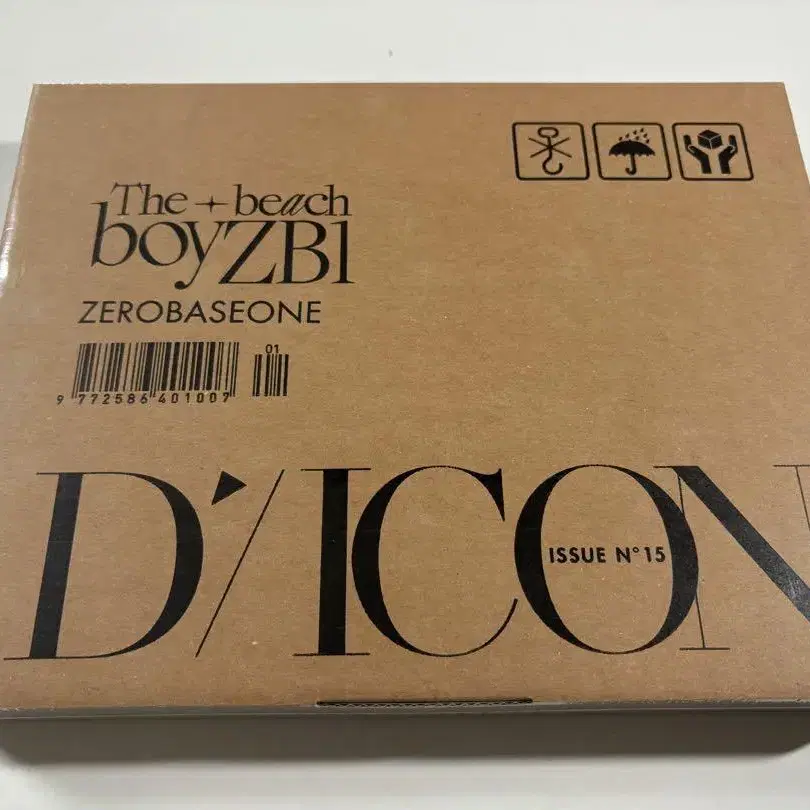 The + beach
boyZB1
ZEROBASEONE
01
9 772586 401007
D'/ICON
ISSUE N° 15